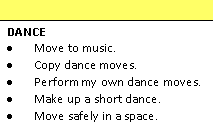 DANCE
● Move to music.
● Copy dance moves.
● Perform my own dance moves.
● Make up a short dance.
● Move safely in a space.